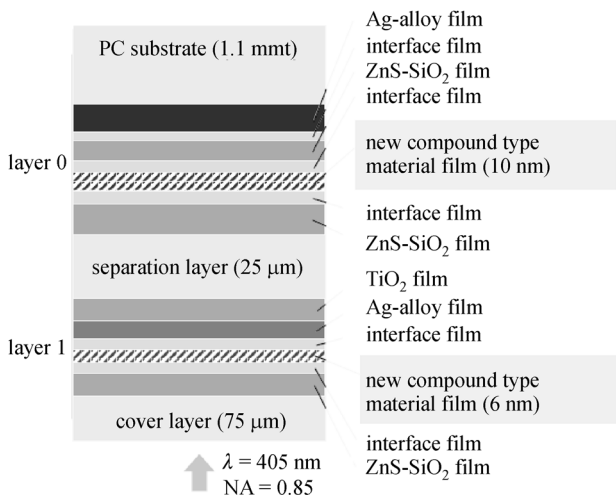 PC substrate (1.1 mmt)
Ag-alloy film
interface film
ZnS-SiO₂ film
interface film
layer 0
new compound type
material film (10 nm)
interface film
ZnS-SiO₂ film
separation layer (25 μm)
TiO₂ film
Ag-alloy film
interface film
layer 1
new compound type
material film (6 nm)
cover layer (75 μm)
interface film
ZnS-SiO₂ film
λ = 405 nm
NA = 0.85